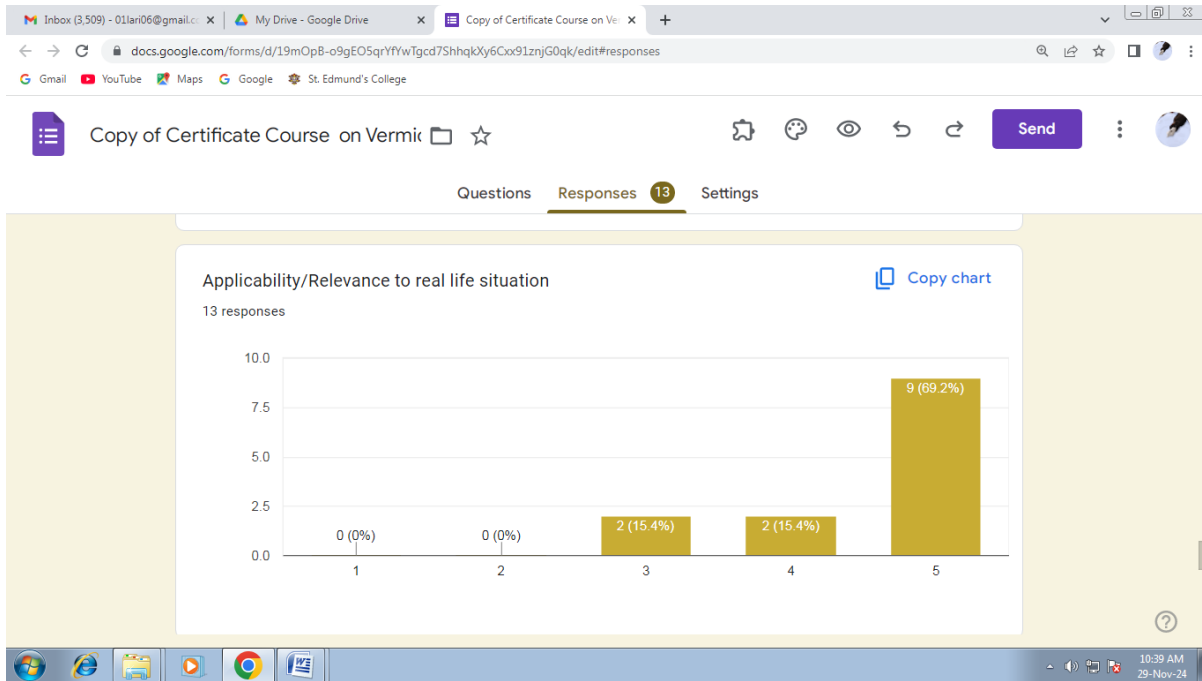 Inbox (3,509) - 01lari06@gmail.cc
My Drive - Google Drive
Copy of Certificate Course on Ver
docs.google.com/forms/d/19mOpB-o9gEO5qrYfYwTgcd7ShhqkXy6Cxx91znjG0qk/edit#responses
Gmail YouTube Maps Google St. Edmund's College
Copy of Certificate Course on Vermic
Send
Questions Responses 13 Settings
Applicability/Relevance to real life situation
Copy chart
13 responses
10.0
7.5
5.0
2.5
0.0
0 (0%)
0 (0%)
2 (15.4%)
2 (15.4%)
9 (69.2%)
1 2 3 4 5
10:39 AM
29-Nov-24